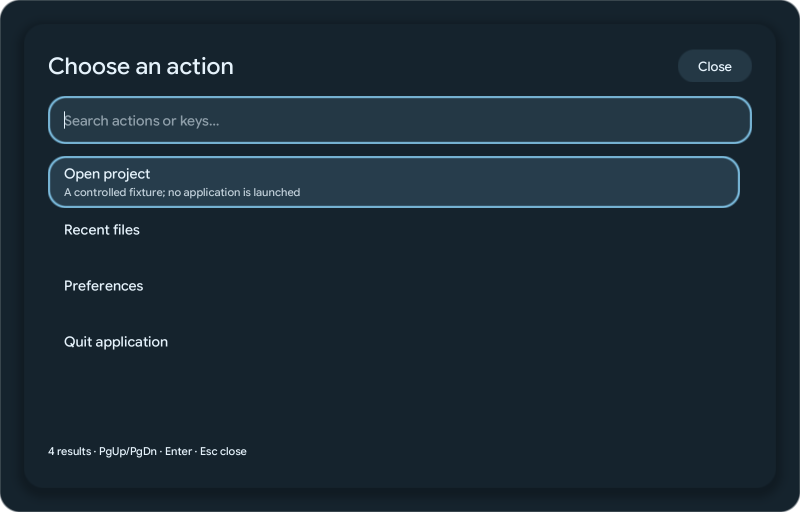 Choose an action
Close
Search actions or keys...
Open project
A controlled fixture; no application is launched
Recent files
Preferences
Quit application
4 results · PgUp/PgDn · Enter · Esc close